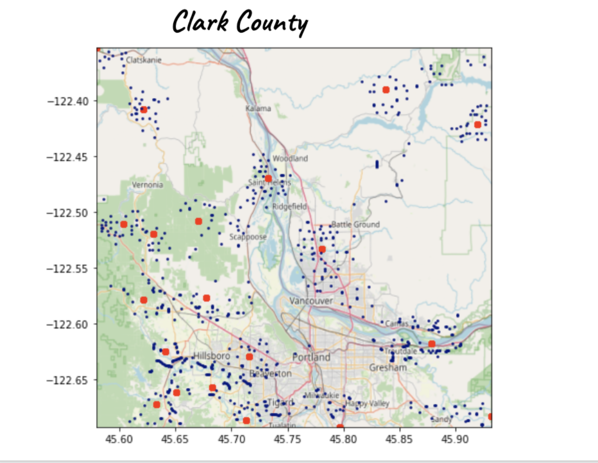 Clark County
Clatskanie
−122.40
Kalama
−122.45
Woodland
Vernonia
Saint Helens
−122.50
Ridgefield
Scappoose
Battle Ground
−122.55
Vancouver
−122.60
Camas
Troutdale
Hillsboro
Portland
Gresham
Beaverton
−122.65
Milwaukie
Tigard
Happy Valley
Sandy
Tualatin
45.60 45.65 45.70 45.75 45.80 45.85 45.90